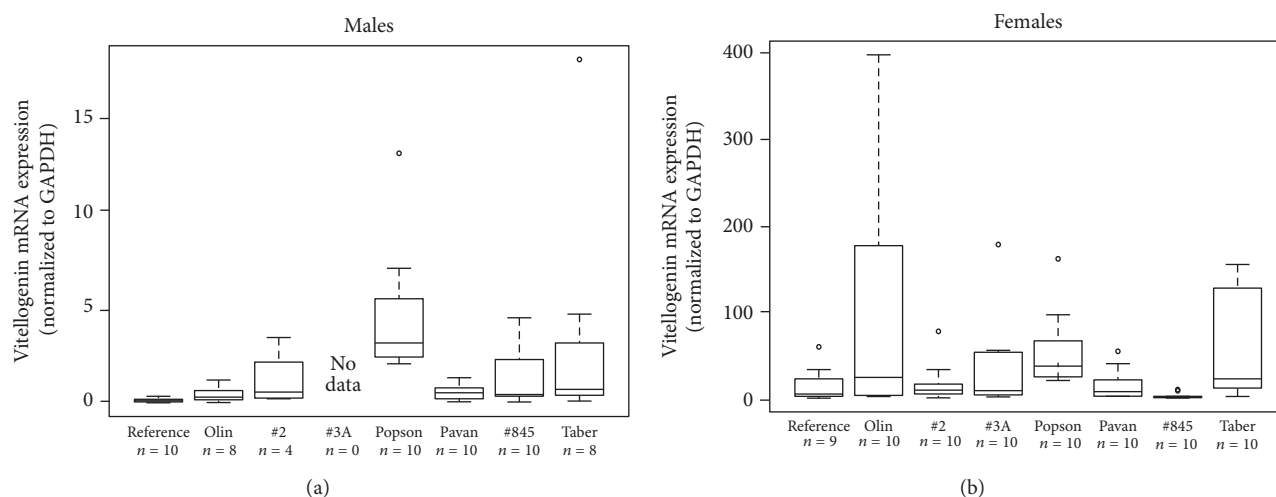 Males
Vitellogenin mRNA expression
(normalized to GAPDH)
15
10
5
0
No
data
Reference Olin #2 #3A Popson Pavan #845 Taber
n = 10 n = 8 n = 4 n = 0 n = 10 n = 10 n = 10 n = 8
(a)
Females
Vitellogenin mRNA expression
(normalized to GAPDH)
400
300
200
100
0
Reference Olin #2 #3A Popson Pavan #845 Taber
n = 9 n = 10 n = 10 n = 10 n = 10 n = 10 n = 10 n = 10
(b)